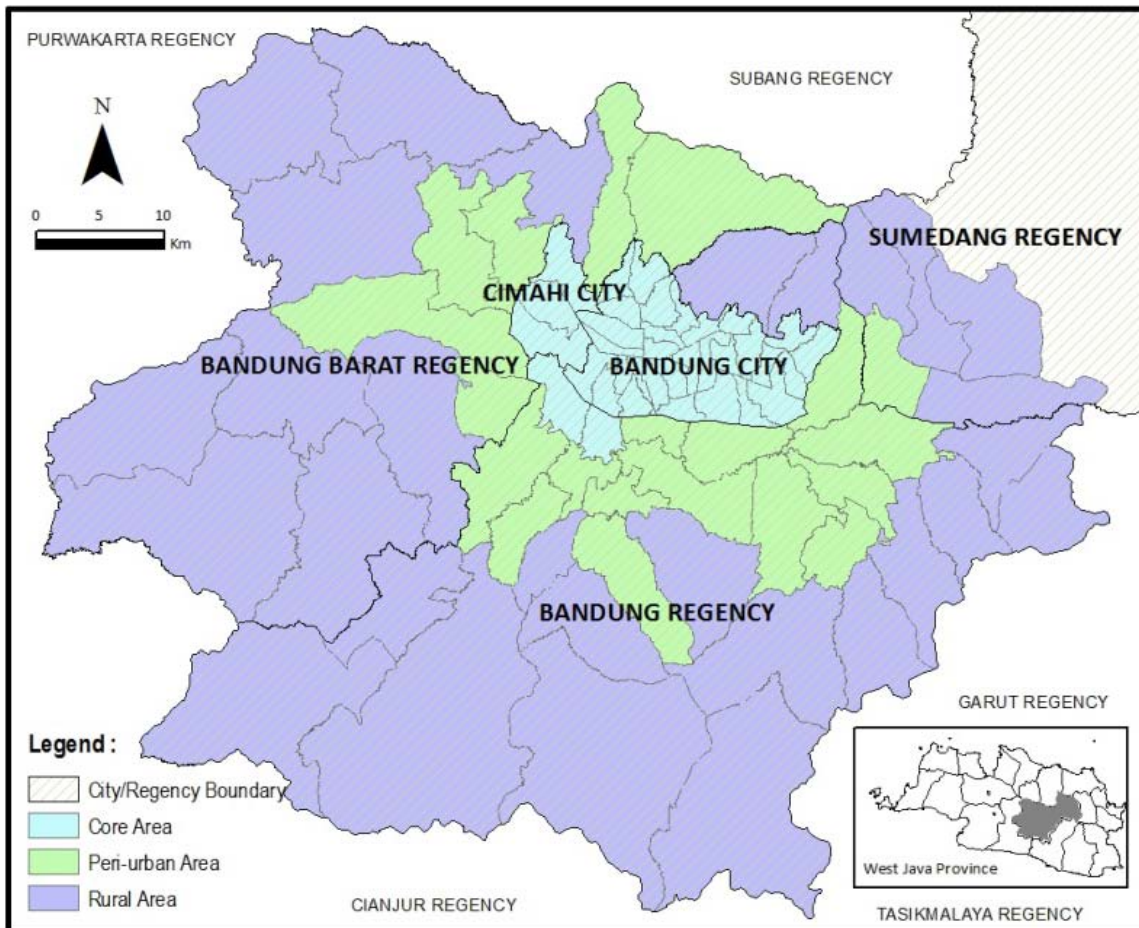 PURWAKARTA REGENCY
SUBANG REGENCY
N
0 5 10
Km
SUMEDANG REGENCY
CIMAHI CITY
BANDUNG BARAT REGENCY
BANDUNG CITY
BANDUNG REGENCY
GARUT REGENCY
Legend :
City/Regency Boundary
Core Area
Peri-urban Area
Rural Area
West Java Province
CIANJUR REGENCY
TASIKMALAYA REGENCY